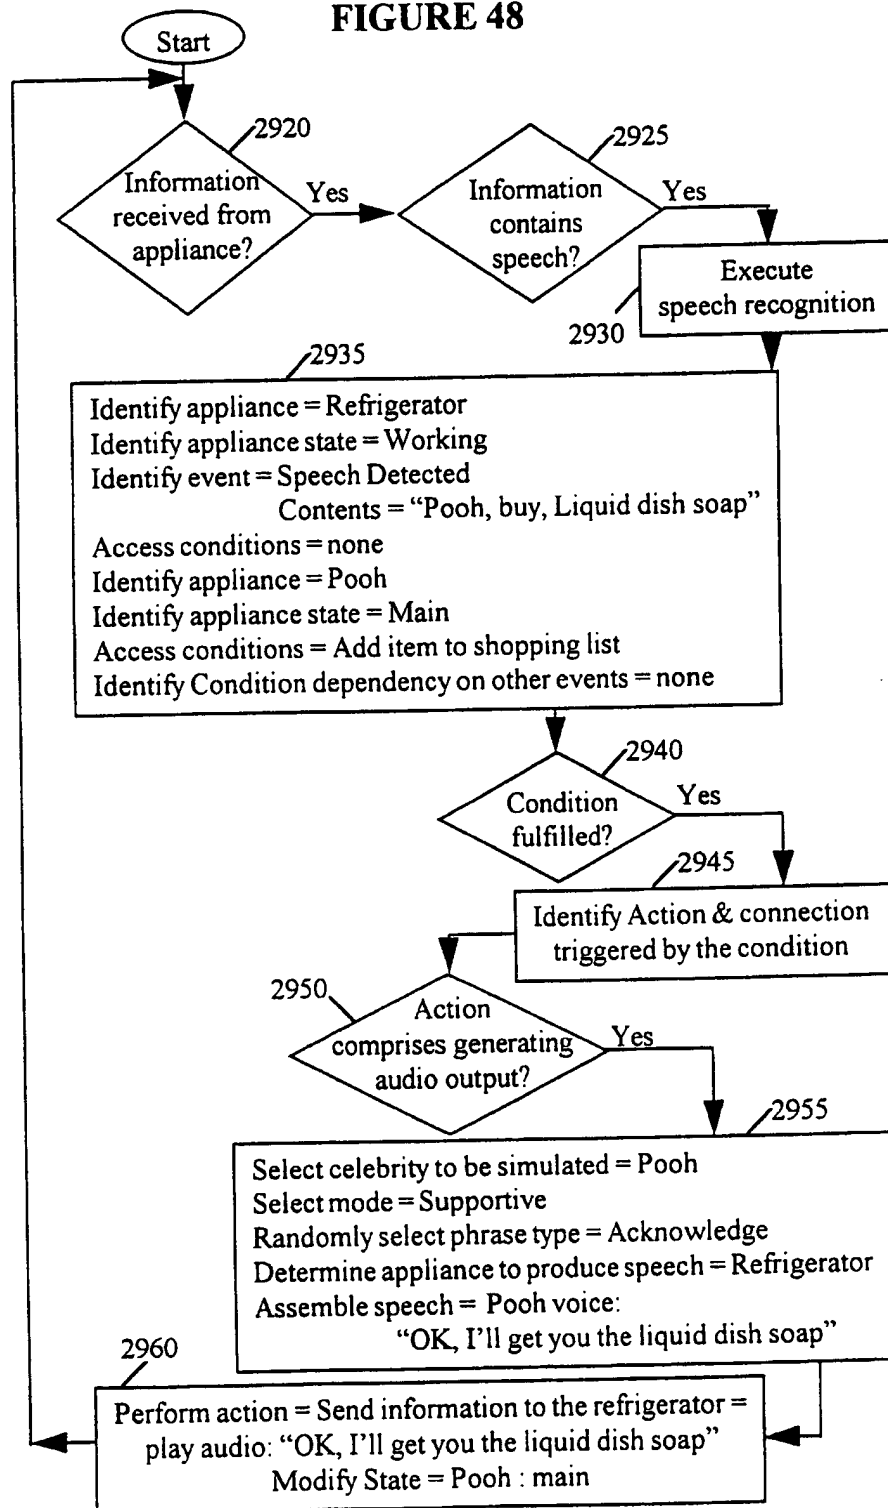 FIGURE 48
Start
2920
Information
received from
appliance?
Yes
2925
Information
contains
speech?
Yes
Execute
speech recognition
2930
2935
Identify appliance = Refrigerator
Identify appliance state = Working
Identify event = Speech Detected
Contents = “Pooh, buy, Liquid dish soap”
Access conditions = none
Identify appliance = Pooh
Identify appliance state = Main
Access conditions = Add item to shopping list
Identify Condition dependency on other events = none
2940
Condition
fulfilled?
Yes
2945
Identify Action & connection
triggered by the condition
2950
Action
comprises generating
audio output?
Yes
2955
Select celebrity to be simulated = Pooh
Select mode = Supportive
Randomly select phrase type = Acknowledge
Determine appliance to produce speech = Refrigerator
Assemble speech = Pooh voice:
“OK, I’ll get you the liquid dish soap”
2960
Perform action = Send information to the refrigerator =
play audio: “OK, I’ll get you the liquid dish soap”
Modify State = Pooh : main